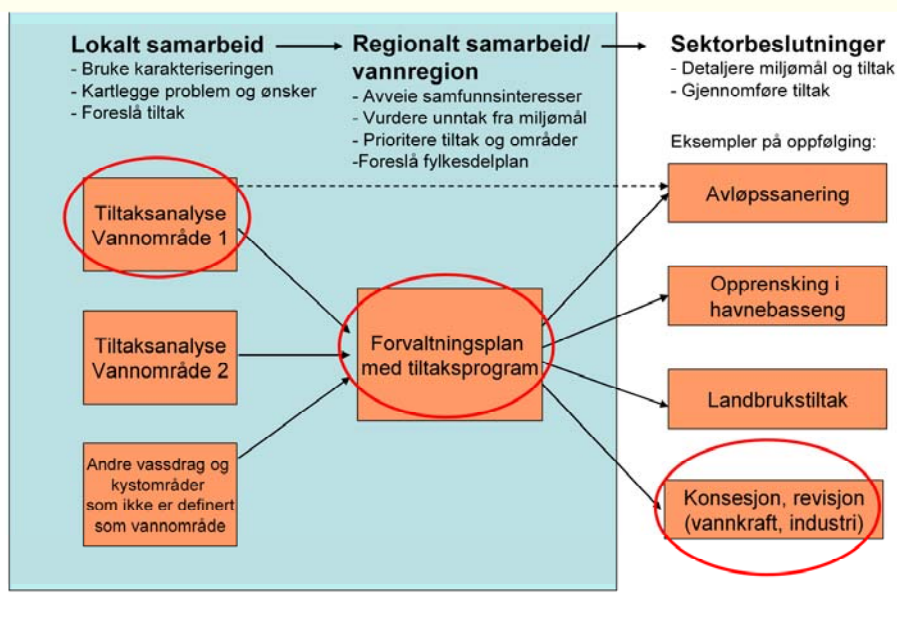 Lokalt samarbeid
- Bruke karakteriseringen
- Kartlegge problem og ønsker
- Foreslå tiltak
Regionalt samarbeid/
vannregion
- Avveie samfunnsinteresser
- Vurdere unntak fra miljømål
- Prioritere tiltak og områder
-Foreslå fylkesdelplan
Sektorbeslutninger
- Detaljere miljømål og tiltak
- Gjennomføre tiltak
Eksempler på oppfølging:
Tiltaksanalyse
Vannområde 1
Tiltaksanalyse
Vannområde 2
Andre vassdrag og
kystområder
som ikke er definert
som vannområde
Forvaltningsplan
med tiltaksprogram
Avløpssanering
Opprensking i
havnebasseng
Landbrukstiltak
Konsesjon, revisjon
(vannkraft, industri)